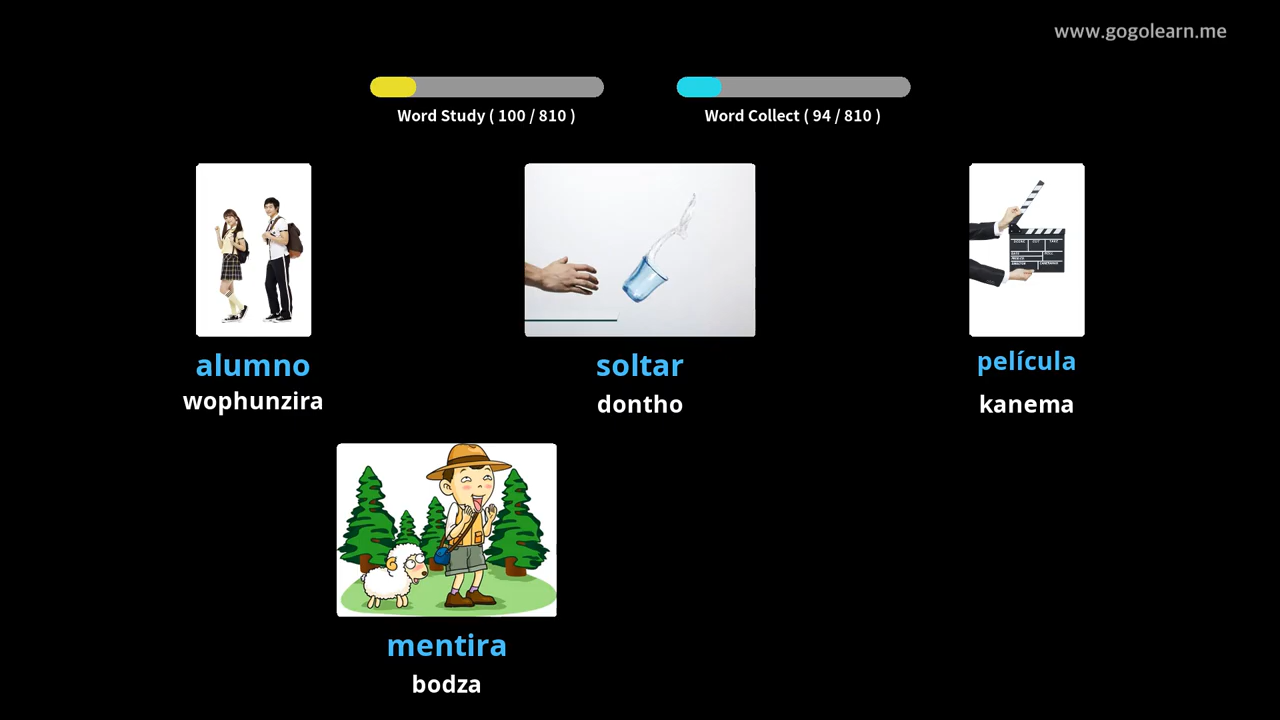 www.gogolearn.me
Word Study ( 100 / 810 )
Word Collect ( 94 / 810 )
alumno
wophunzira
soltar
dontho
película
kanema
mentira
bodza